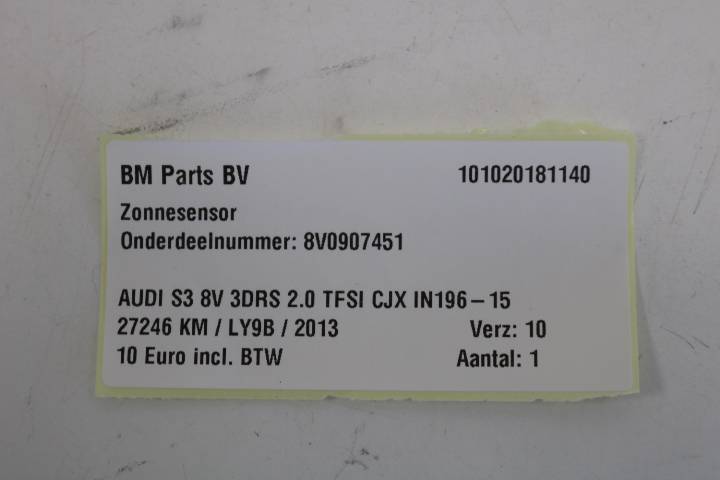 BM Parts BV 101020181140
Zonnesensor
Onderdeelnummer: 8V0907451
AUDI S3 8V 3DRS 2.0 TFSI CJX IN196-15
27246 KM / LY9B / 2013 Verz: 10
10 Euro incl. BTW Aantal: 1